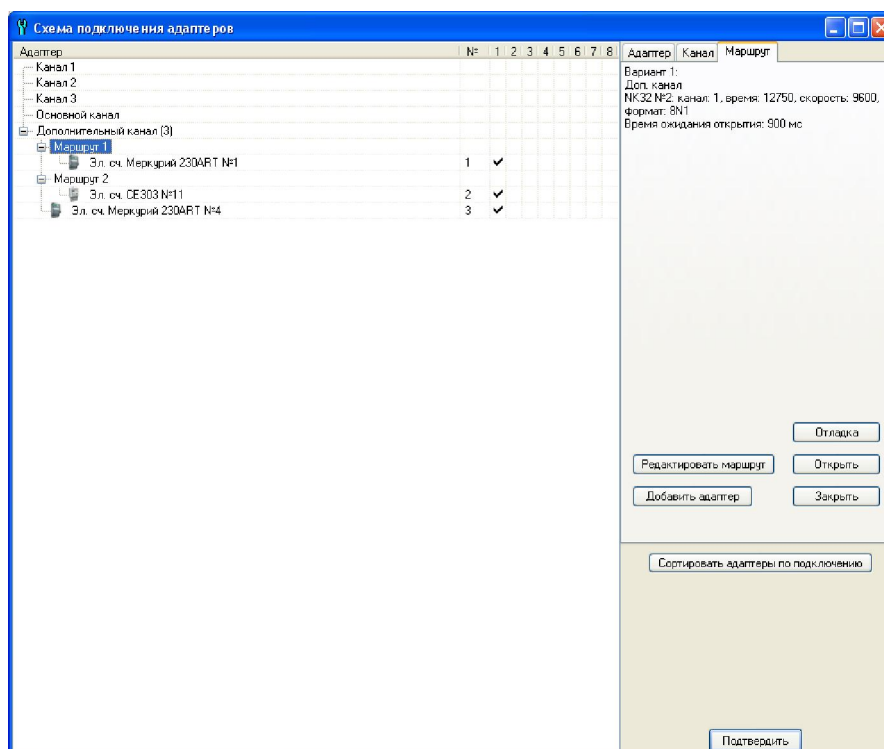 Схема подключения адаптеров
Адаптер № 1 2 3 4 5 6 7 8
Канал 1
Канал 2
Канал 3
Основной канал
Дополнительный канал (3)
Маршрут 1
Эл. сч. Меркурий 230ART №1 1
Маршрут 2
Эл. сч. CE303 №11 2
Эл. сч. Меркурий 230ART №4 3
Адаптер Канал Маршрут
Вариант 1:
Доп. канал
NK32 №2: канал: 1, время: 12750, скорость: 9600,
формат: 8N1
Время ожидания открытия: 900 мс
Отладка
Редактировать маршрут Открыть
Добавить адаптер Закрыть
Сортировать адаптеры по подключению
Подтвердить